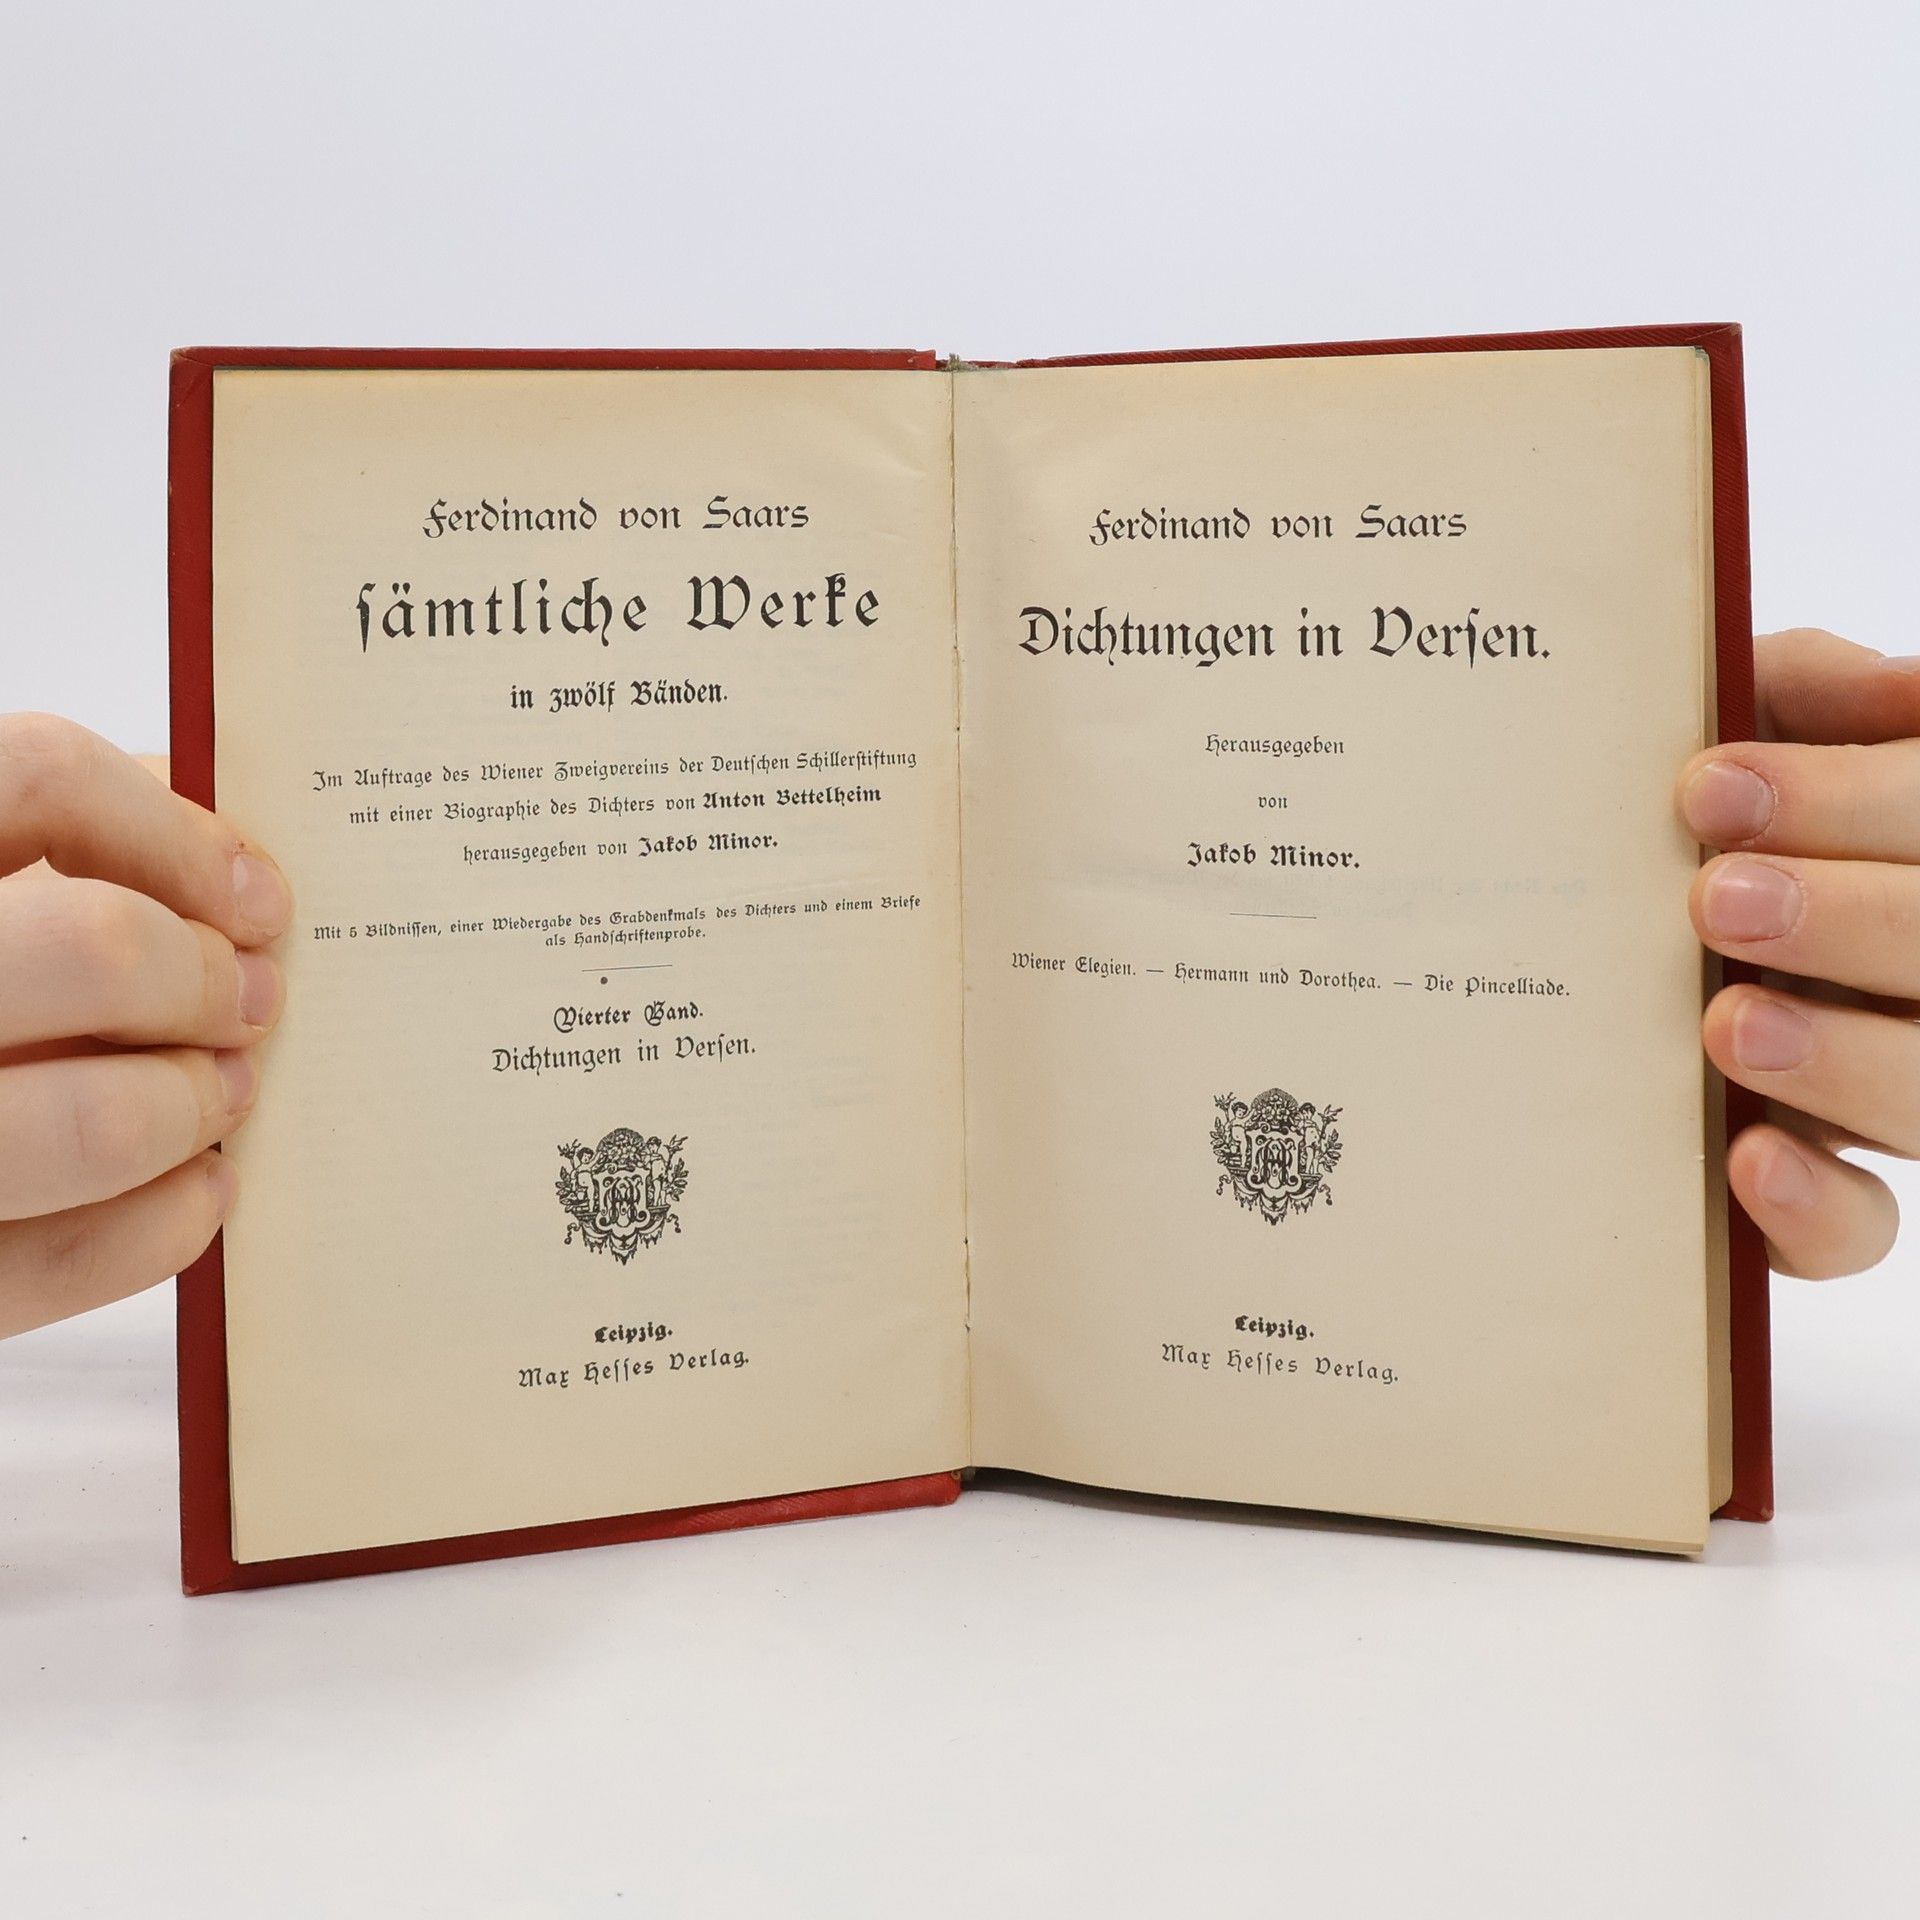 Ferdinand von Saars
sämtliche Werke
in zwölf Bänden.
Im Auftrage des Wiener Zweigvereins der Deutschen Schillerstiftung
mit einer Biographie des Dichters von Anton Bettelheim
herausgegeben von Jakob Minor.
Mit 5 Bildnissen, einer Wiedergabe des Grabdenkmals des Dichters und einem Briefe
als Handschriftenprobe.
Vierter Band.
Dichtungen in Versen.
Leipzig.
Max Hesses Verlag.
Ferdinand von Saars
Dichtungen in Versen.
Herausgegeben
von
Jakob Minor.
Wiener Elegien. — Hermann und Dorothea. — Die Pincelliade.
Leipzig.
Max Hesses Verlag.